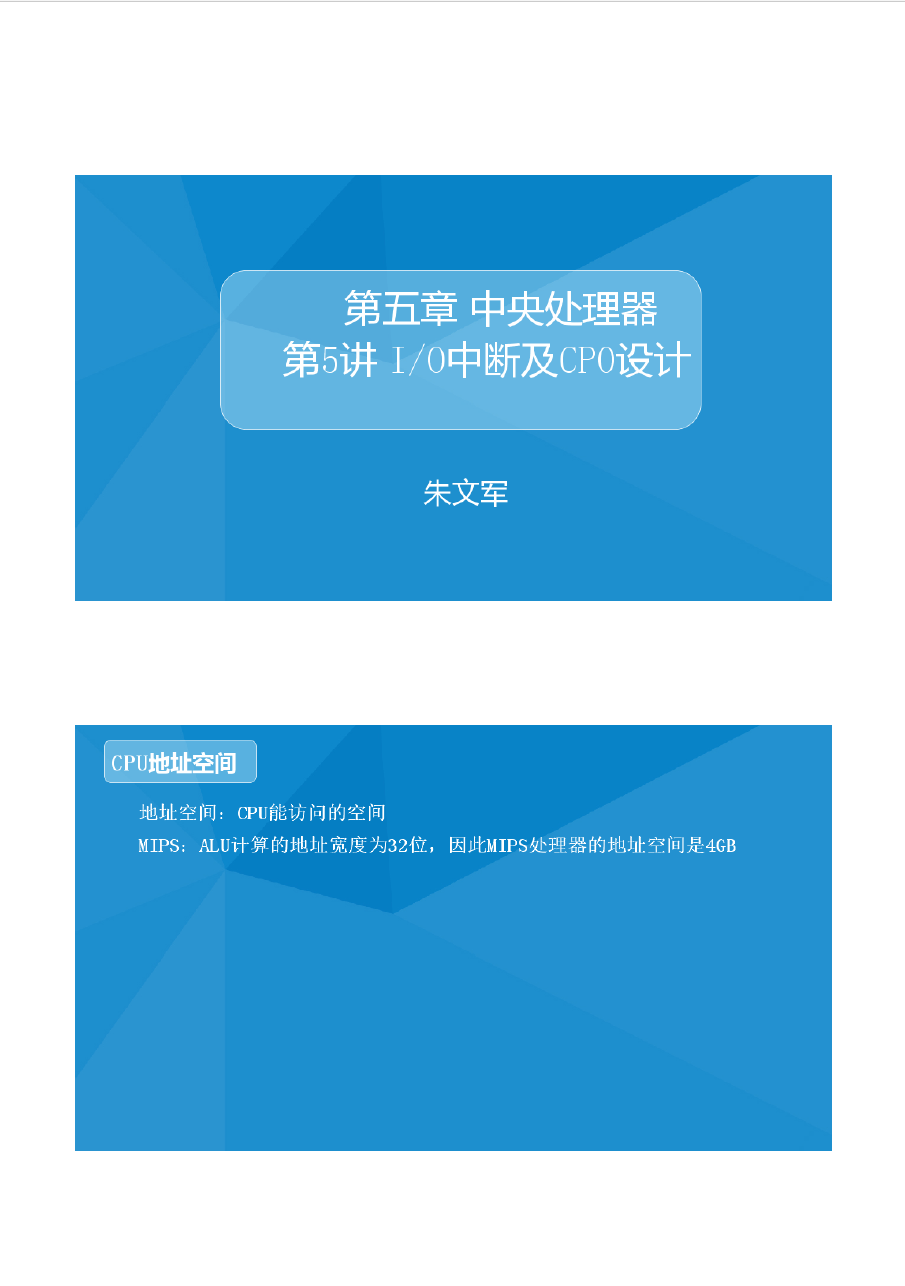 第五章 中央处理器
第5讲 I/O中断及CP0设计
朱文军
CPU地址空间
地址空间：CPU能访问的空间
MIPS：ALU计算的地址宽度为32位，因此MIPS处理器的地址空间是4GB